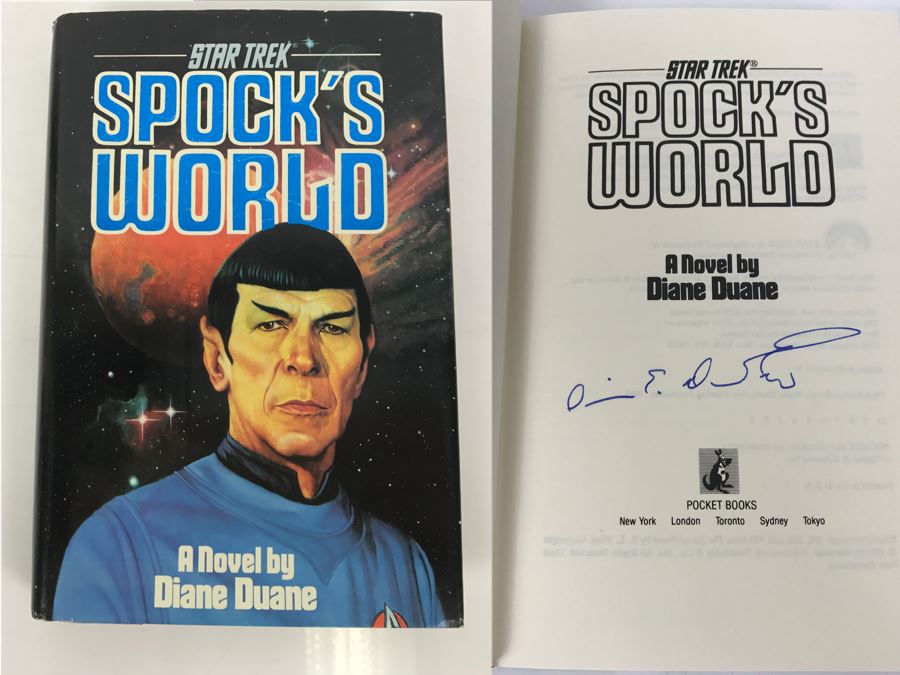 STAR TREK®
SPOCK'S
WORLD
A Novel by
Diane Duane
STAR TREK®
SPOCK'S
WORLD
A Novel by
Diane Duane
POCKET BOOKS
New York London Toronto Sydney Tokyo